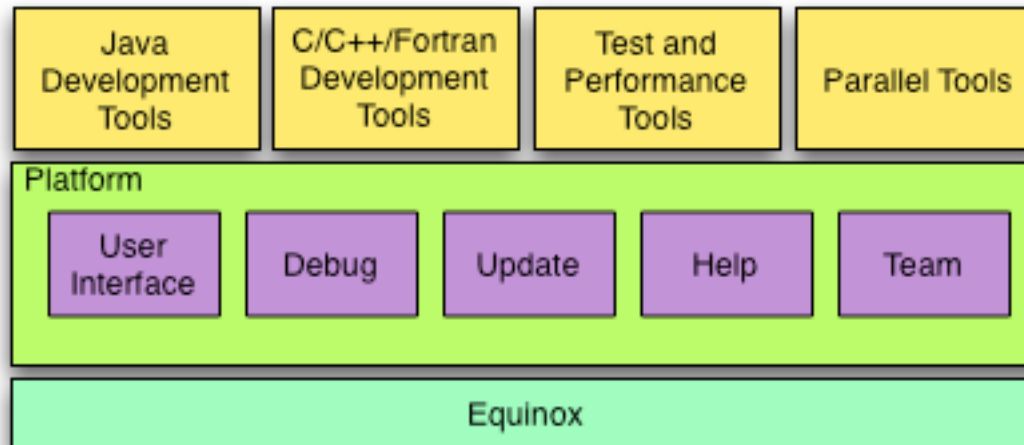 Java
Development
Tools
C/C++/Fortran
Development
Tools
Test and
Performance
Tools
Parallel Tools
Platform
User
Interface
Debug
Update
Help
Team
Equinox